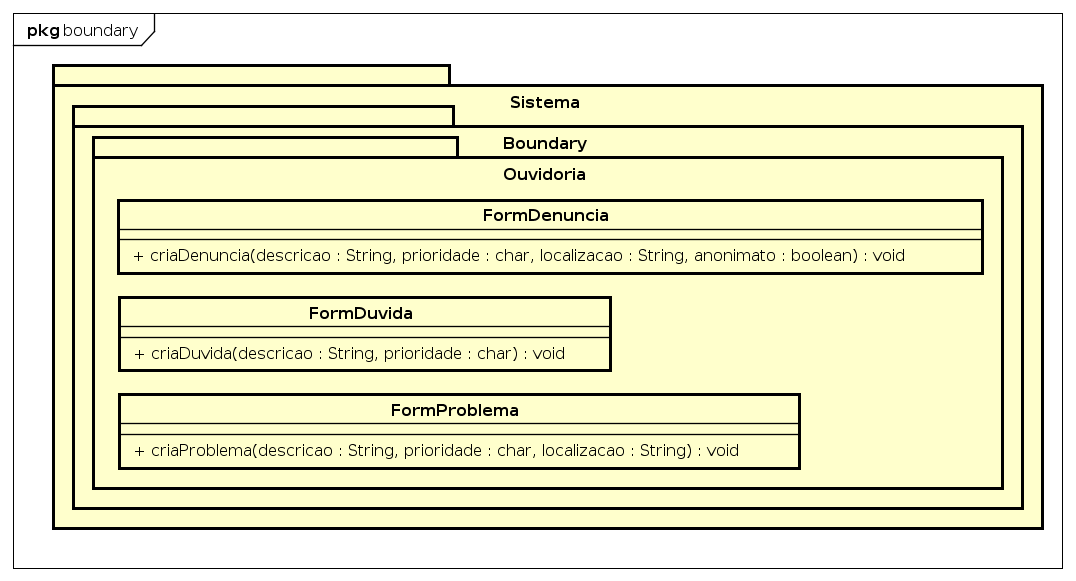 pkg boundary
Sistema
Boundary
Ouvidoria
FormDenuncia
+ criaDenuncia(descricao : String, prioridade : char, localizacao : String, anonimato : boolean) : void
FormDuvida
+ criaDuvida(descricao : String, prioridade : char) : void
FormProblema
+ criaProblema(descricao : String, prioridade : char, localizacao : String) : void